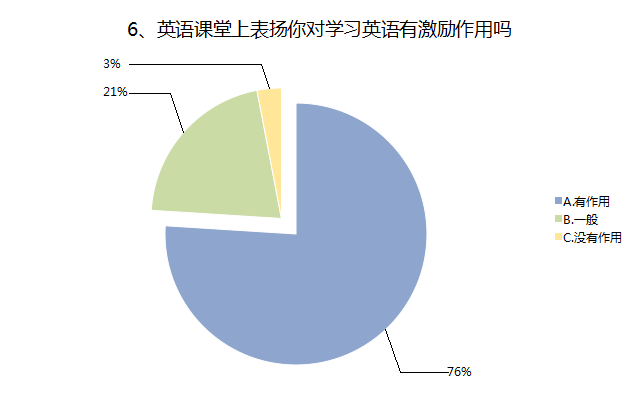 6、英语课堂上表扬你对学习英语有激励作用吗
3%
21%
A.有作用
B.一般
C.没有作用
76%